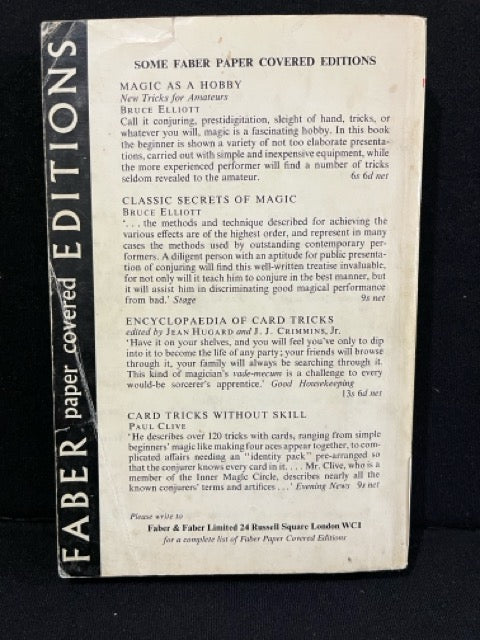 FABER paper covered EDITIONS
SOME FABER PAPER COVERED EDITIONS
MAGIC AS A HOBBY
New Tricks for Amateurs
BRUCE ELLIOTT
Call it conjuring, prestidigitation, sleight of hand, tricks, or
whatever you will, magic is a fascinating hobby. In this book
the beginner is shown a variety of not too elaborate presenta-
tions, carried out with simple and inexpensive equipment, while
the more experienced performer will find a number of tricks
seldom revealed to the amateur. 6s 6d net
CLASSIC SECRETS OF MAGIC
BRUCE ELLIOTT
'. . . the methods and technique described for achieving the
various effects are of the highest order, and represent in many
cases the methods used by outstanding contemporary per-
formers. A diligent person with an aptitude for public presenta-
tion of conjuring will find this well-written treatise invaluable,
for not only will it teach him to conjure in the best manner, but
it will assist him in discriminating good magical performance
from bad.' Stage 9s net
ENCYCLOPAEDIA OF CARD TRICKS
edited by JEAN HUGARD and J. J. CRIMMINS, Jr.
'Have it on your shelves, and you will feel you've only to dip
into it to become the life of any party; your friends will browse
through it, your family will always be searching through it.
This kind of magician's vade-mecum is a challenge to every
would-be sorcerer's apprentice.' Good Housekeeping
13s 6d net
CARD TRICKS WITHOUT SKILL
PAUL CLIVE
'He describes over 120 tricks with cards, ranging from simple
beginners' magic like making four aces appear together, to com-
plicated affairs needing an "identity pack" pre-arranged so
that the conjurer knows every card in it. . . . Mr. Clive, who is a
member of the Inner Magic Circle, describes nearly all the
known conjurers' terms and artifices . . .' Evening News 9s net
Please write to
Faber & Faber Limited 24 Russell Square London WC1
for a complete list of Faber Paper Covered Editions